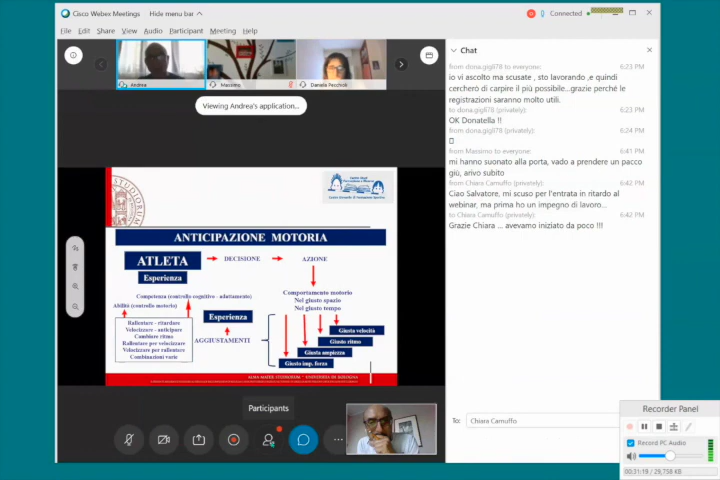 Cisco Webex Meetings
Hide menu bar
Connected
File Edit Share View Audio Participant Meeting Help
Andrea
Massimo
Daniela Pecchioli
Viewing Andrea's application...
ANTICIPAZIONE MOTORIA
ATLETA
DECISIONE
AZIONE
Esperienza
Competenza (controllo cognitivo - adattamento)
Abilità (controllo motorio)
Rallentare - ritardare
Velocizzare - anticipare
Cambiare ritmo
Rallentare per velocizzare
Velocizzare per rallentare
Combinazioni varie
Esperienza
AGGIUSTAMENTI
Comportamento motorio
Nel giusto spazio
Nel giusto tempo
Giusta velocità
Giusto ritmo
Giusta ampiezza
Giusta imp. forza
ALMA MATER STUDIORUM - UNIVERSITÀ DI BOLOGNA
Participants
Chat
from dona.gigli78 to everyone: 6:23 PM
io vi ascolto ma scusate , sto lavorando ,e quindi
cercherò di carpire il più possibile...grazie perchè le
registrazioni saranno molto utili.
to dona.gigli78 (privately): 6:23 PM
OK Donatella !!
from dona.gigli78 (privately): 6:24 PM
from Massimo to everyone: 6:41 PM
mi hanno suonato alla porta, vado a prendere un pacco
giù, arivo subito
from Chiara Camuffo (privately): 6:42 PM
Ciao Salvatore, mi scuso per l'entrata in ritardo al
webinar, ma prima ho un impegno di lavoro...
to Chiara Camuffo (privately): 6:42 PM
Grazie Chiara ... avevamo iniziato da poco !!!
To: Chiara Camuffo
Recorder Panel
Record PC Audio
00:31:19 / 29,758 KB